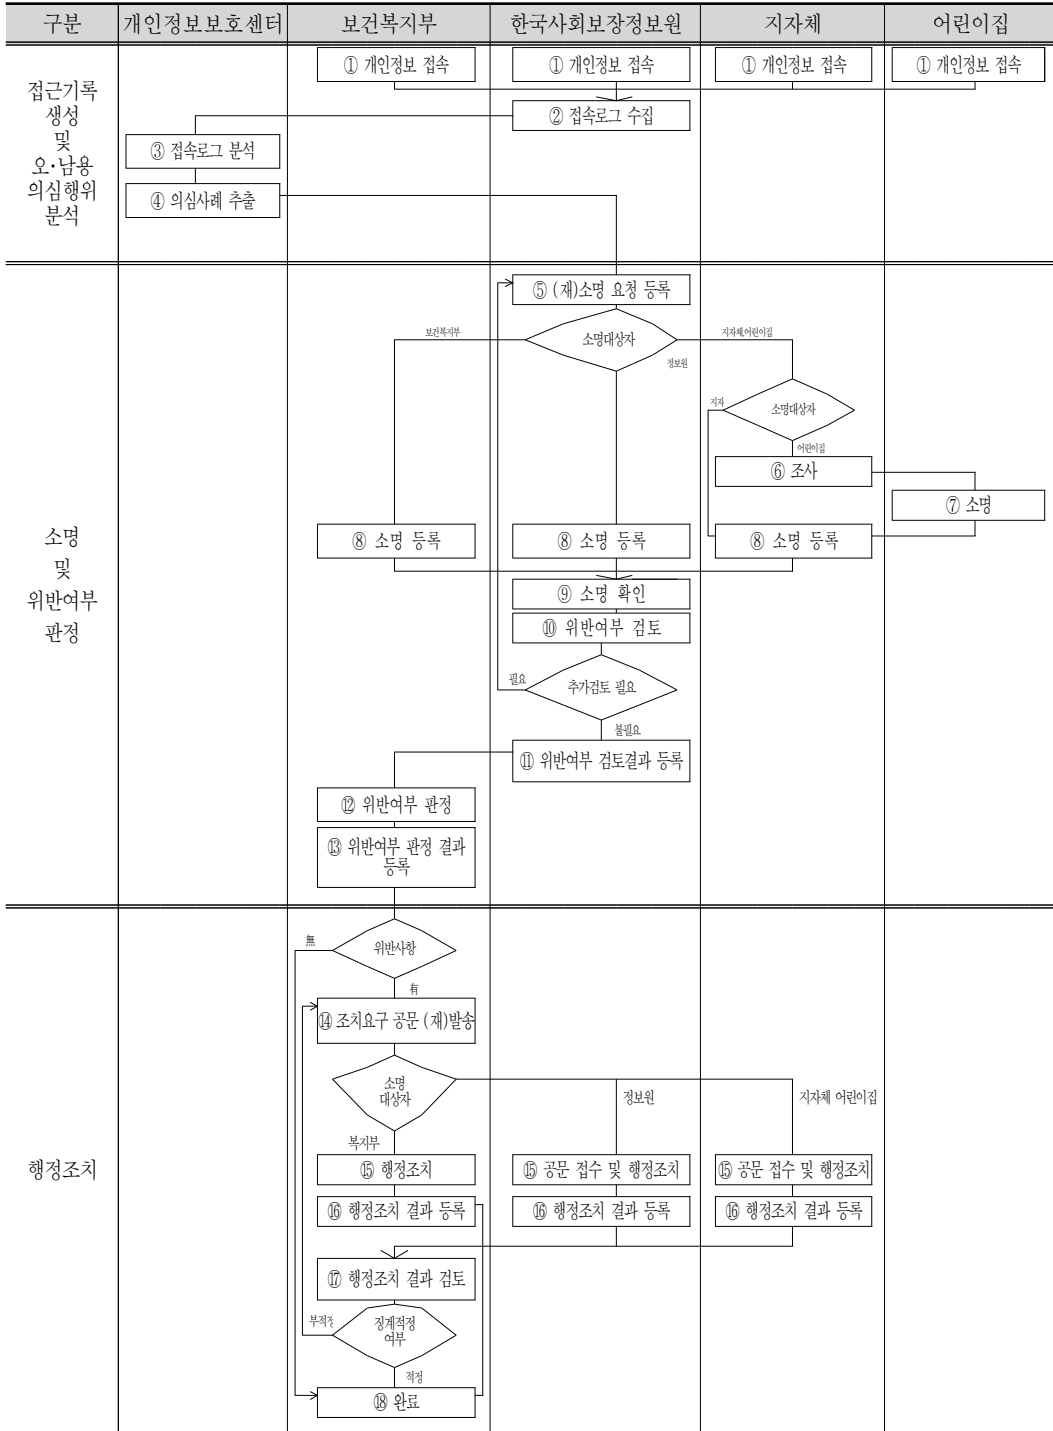 구분 개인정보보호센터 보건복지부 한국사회보장정보원 지자체 어린이집
접근기록
생성
및
오·남용
의심행위
분석
① 개인정보 접속 ① 개인정보 접속 ① 개인정보 접속 ① 개인정보 접속
② 접속로그 수집
③ 접속로그 분석
④ 의심사례 추출
소명
및
위반여부
판정
⑤ (재)소명 요청 등록
소명대상자
보건복지부
지자체,어린이집
정보원
소명대상자
지자
어린이집
⑥ 조사
⑦ 소명
⑧ 소명 등록 ⑧ 소명 등록 ⑧ 소명 등록
⑨ 소명 확인
⑩ 위반여부 검토
추가검토 필요
필요
불필요
⑪ 위반여부 검토결과 등록
⑫ 위반여부 판정
⑬ 위반여부 판정 결과
등록
행정조치
위반사항
無
有
⑭ 조치요구 공문 (재)발송
소명
대상자
정보원
지자체 어린이집
복지부
⑮ 행정조치 ⑮ 공문 접수 및 행정조치 ⑮ 공문 접수 및 행정조치
⑯ 행정조치 결과 등록 ⑯ 행정조치 결과 등록 ⑯ 행정조치 결과 등록
⑰ 행정조치 결과 검토
징계적정
여부
부적정
적정
⑱ 완료